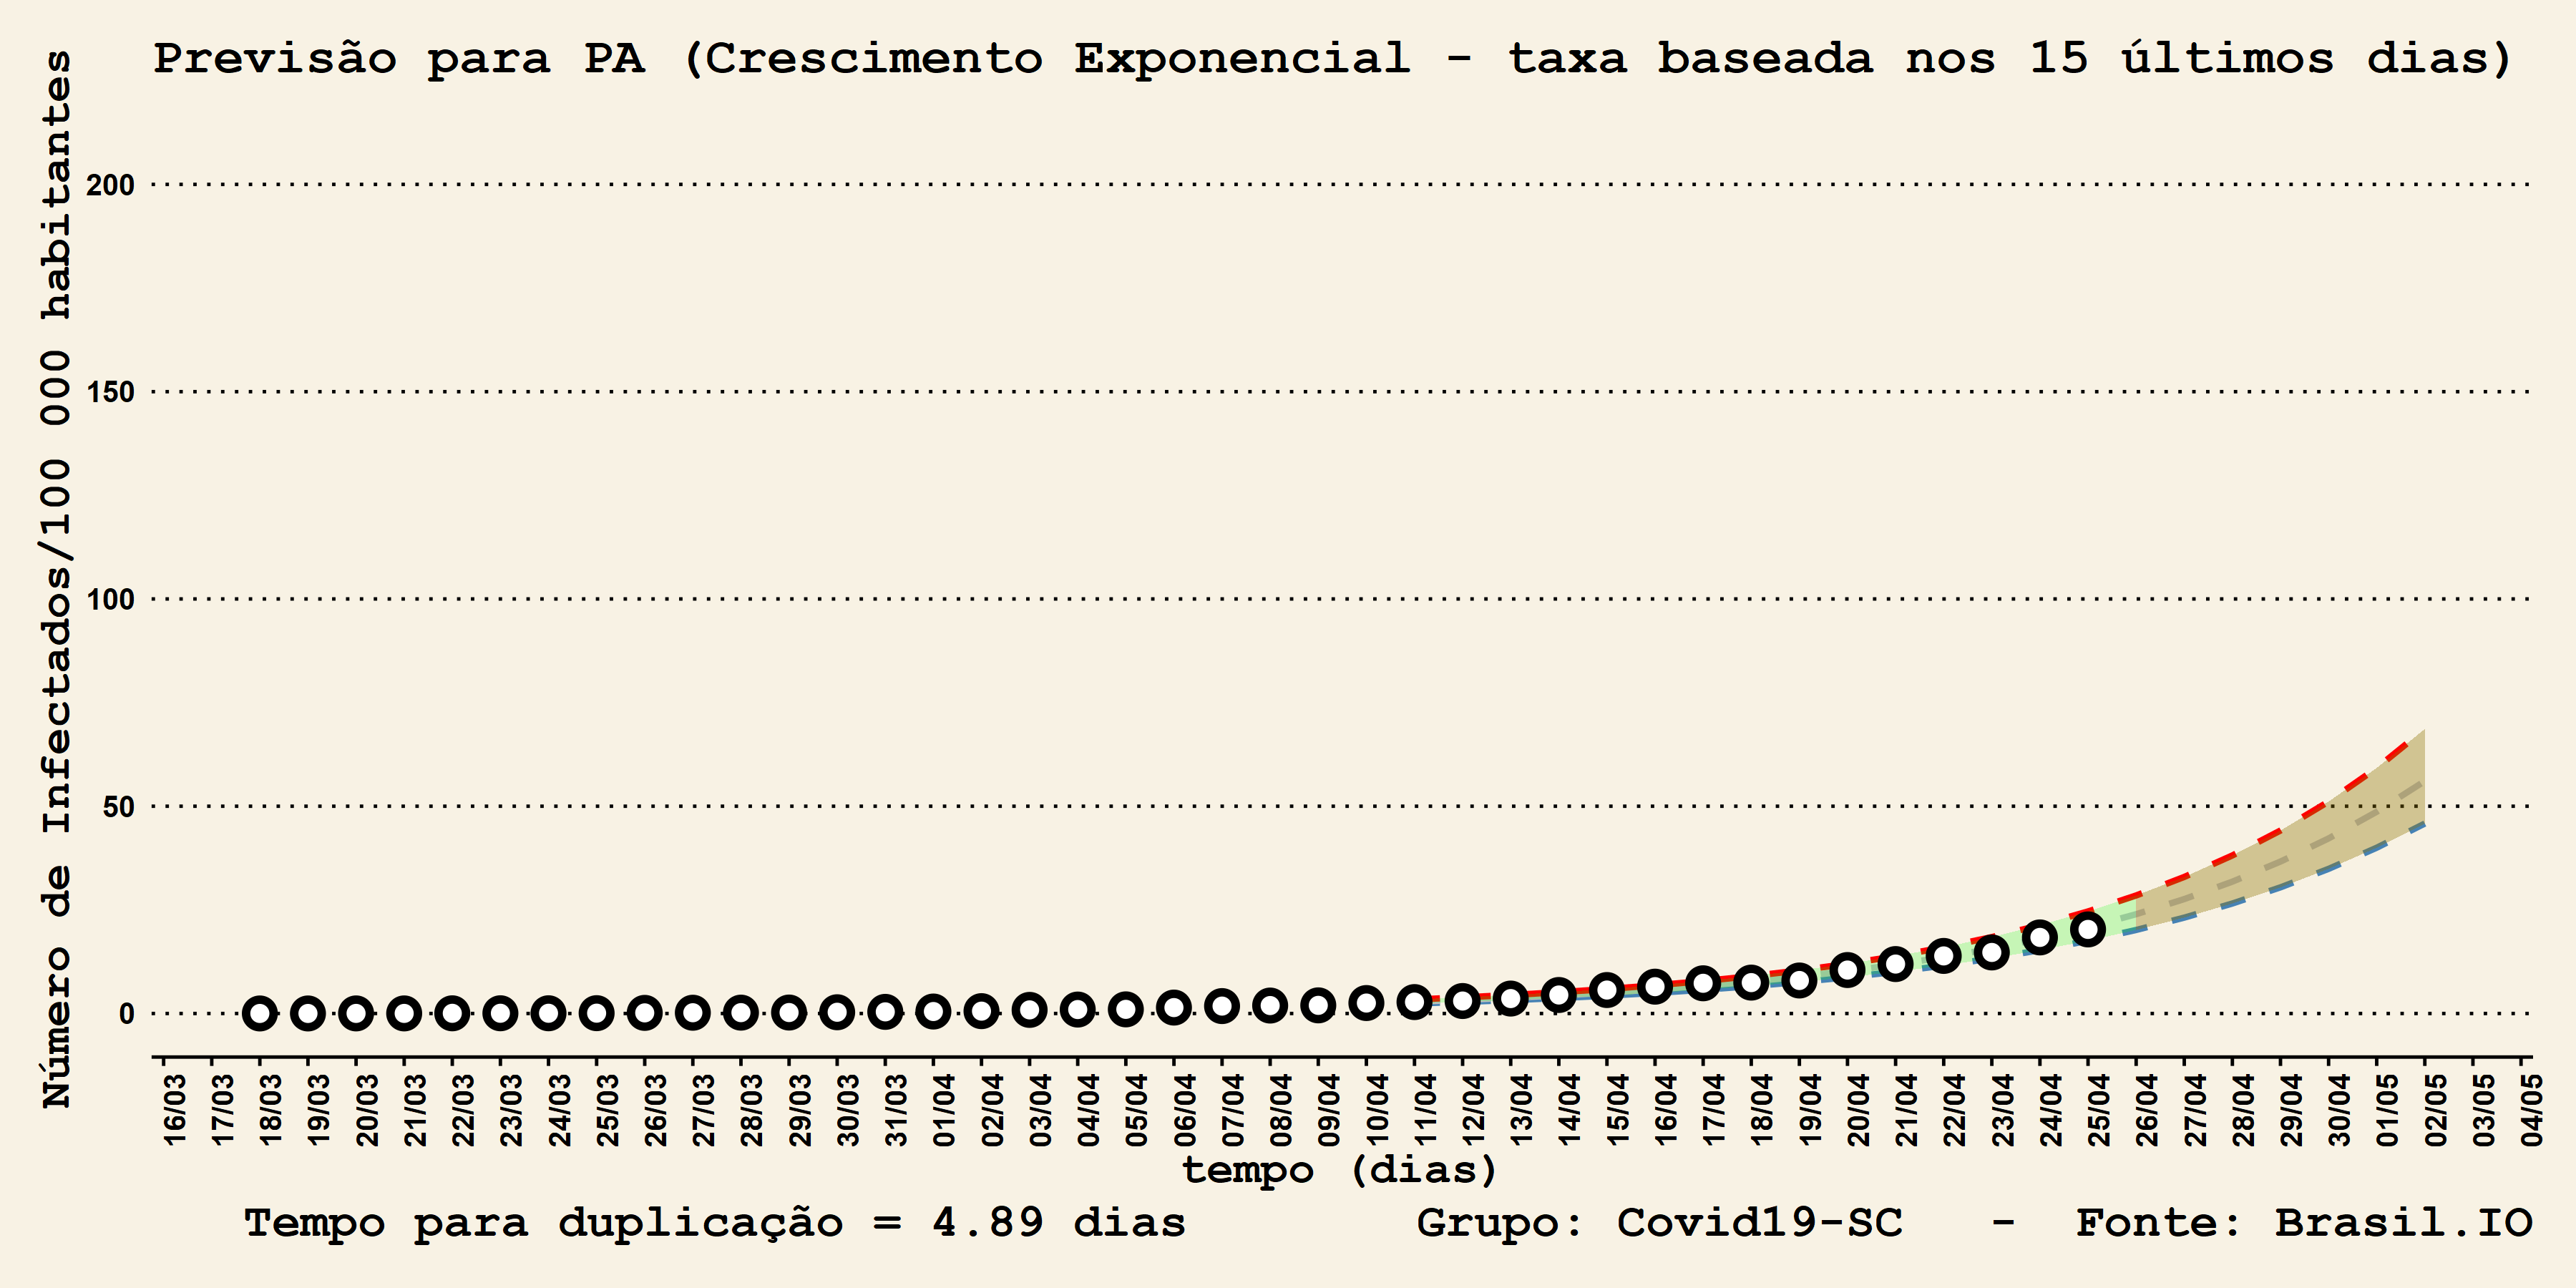 Previsão para PA (Crescimento Exponencial - taxa baseada nos 15 últimos dias)
Número de Infectados/100 000 habitantes
200
150
100
50
0
16/03 17/03 18/03 19/03 20/03 21/03 22/03 23/03 24/03 25/03 26/03 27/03 28/03 29/03 30/03 31/03 01/04 02/04 03/04 04/04 05/04 06/04 07/04 08/04 09/04 10/04 11/04 12/04 13/04 14/04 15/04 16/04 17/04 18/04 19/04 20/04 21/04 22/04 23/04 24/04 25/04 26/04 27/04 28/04 29/04 30/04 01/05 02/05 03/05 04/05
tempo (dias)
Tempo para duplicação = 4.89 dias Grupo: Covid19-SC - Fonte: Brasil.IO